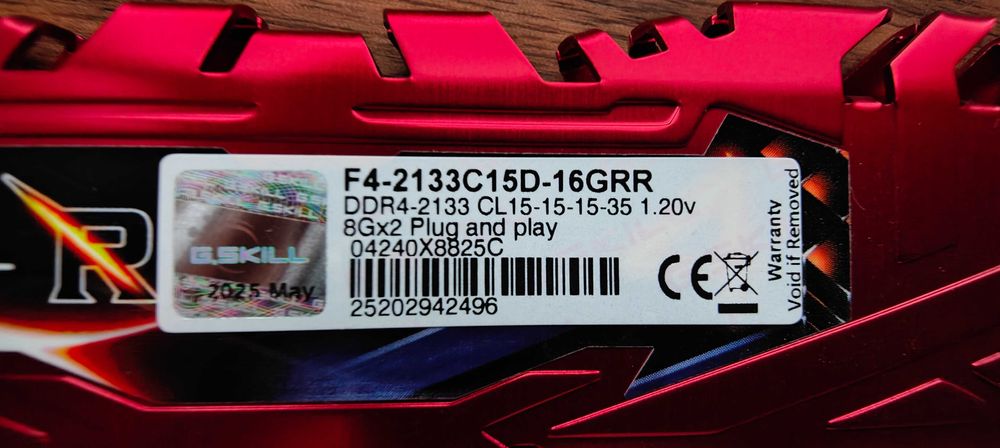 F4-2133C15D-16GRR
DDR4-2133 CL15-15-15-35 1.20v
8Gx2 Plug and play
04240X8825C
25202942496
G.SKILL
2025 May
CE
Warranty
Void if Removed
R